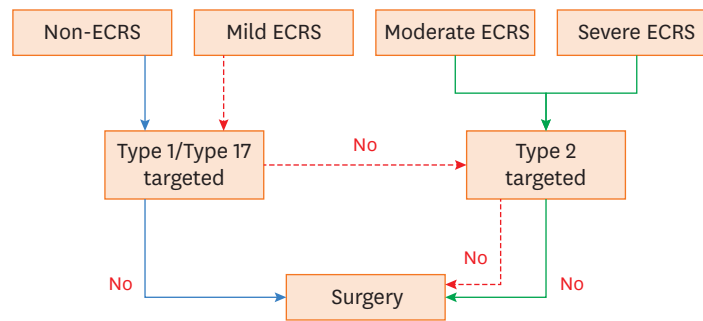 Non-ECRS
Mild ECRS
Moderate ECRS
Severe ECRS
Type 1/Type 17
targeted
No
Type 2
targeted
No
No
No
Surgery